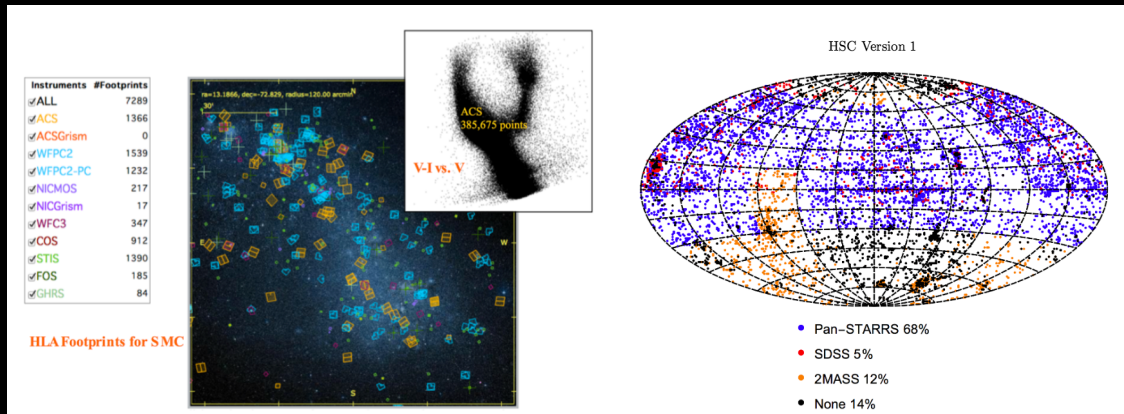 Instruments #Footprints
ALL 7289
ACS 1366
ACSGrism 0
WFPC2 1539
WFPC2-PC 1232
NICMOS 217
NICGrism 17
WFC3 347
COS 912
STIS 1390
FOS 185
GHRS 84
HLA Footprints for SMC
ra=13.1866, dec=-72.829, radius=120.00 arcmin
N
30'
E
W
S
ACS
385,675 points
V-I vs. V
HSC Version 1
Pan-STARRS 68%
SDSS 5%
2MASS 12%
None 14%